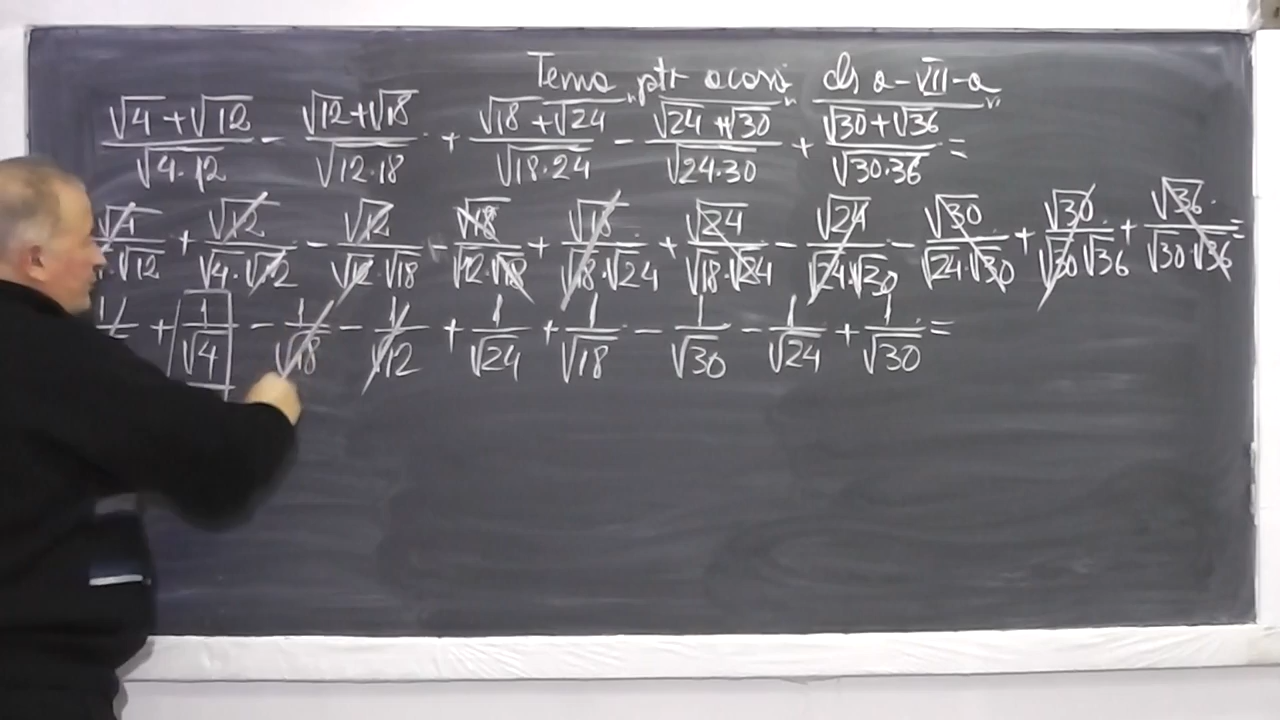 Tema ptr acasă cls a-VII-a
(√4+√12)/√(4·12) - (√12+√18)/√(12·18) + (√18+√24)/√(18·24) - (√24+√30)/√(24·30) + (√30+√36)/√(30·36) =
√4/(·√12) + √12/(√4·√12) - √12/(√12·√18) - √18/(√12·√18) + √18/(√18·√24) + √24/(√18·√24) - √24/(√24·√30) - √30/(√24·√30) + √30/(√30·√36) + √36/(√30·√36) =
1/ + 1/√4 - 1/√18 - 1/√12 + 1/√24 + 1/√18 - 1/√30 - 1/√24 + 1/√30 =